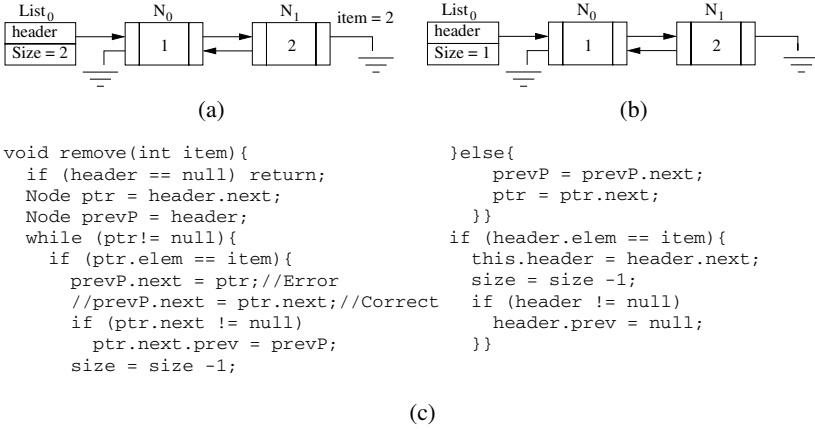 List0 N0 N1 item = 2
header
Size = 2 1 2
(a)
List0 N0 N1
header
Size = 1 1 2
(b)
void remove(int item){
if (header == null) return;
Node ptr = header.next;
Node prevP = header;
while (ptr!= null){
if (ptr.elem == item){
prevP.next = ptr;//Error
//prevP.next = ptr.next;//Correct
if (ptr.next != null)
ptr.next.prev = prevP;
size = size -1;
}else{
prevP = prevP.next;
ptr = ptr.next;
}}
if (header.elem == item){
this.header = header.next;
size = size -1;
if (header != null)
header.prev = null;
}}
(c)